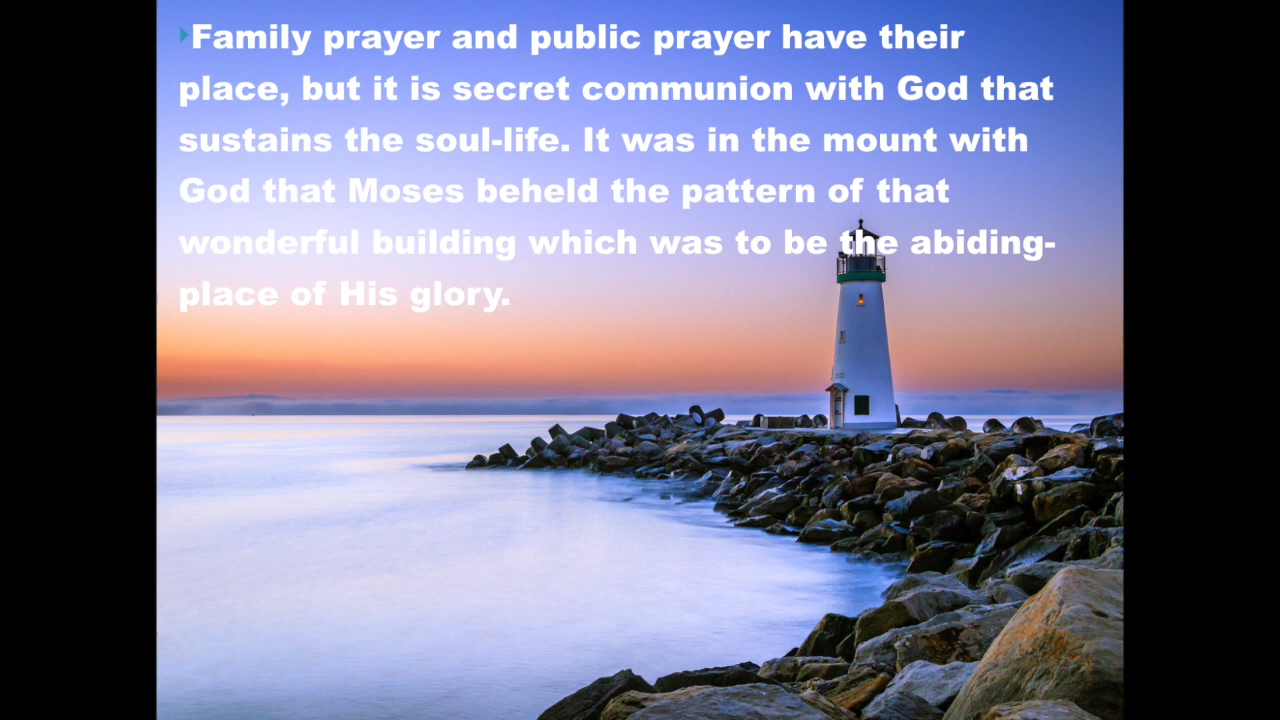 Family prayer and public prayer have their
place, but it is secret communion with God that
sustains the soul-life. It was in the mount with
God that Moses beheld the pattern of that
wonderful building which was to be the abiding-
place of His glory.